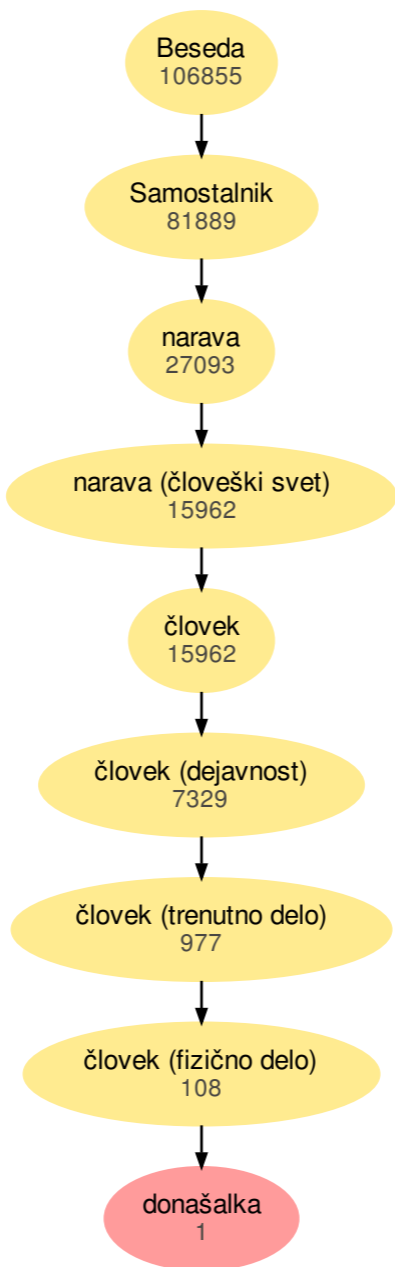 Beseda
106855
Samostalnik
81889
narava
27093
narava (človeški svet)
15962
človek
15962
človek (dejavnost)
7329
človek (trenutno delo)
977
človek (fizično delo)
108
donašalka
1